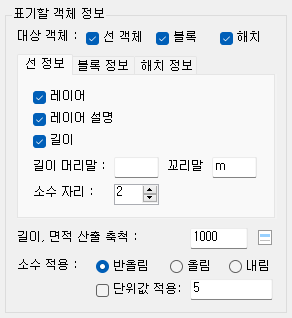 표기할 객체 정보
대상 객체 : 선 객체 블록 해치
선 정보 블록 정보 해치 정보
레이어
레이어 설명
길이
길이 머리말 : 꼬리말 m
소수 자리 : 2
길이, 면적 산출 축척 : 1000
소수 적용 : 반올림 올림 내림
단위값 적용: 5